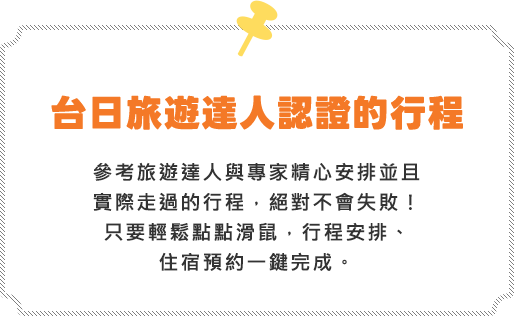 台日旅遊達人認證的行程
參考旅遊達人與專家精心安排並且
實際走過的行程，絕對不會失敗！
只要輕鬆點點滑鼠，行程安排、
住宿預約一鍵完成。